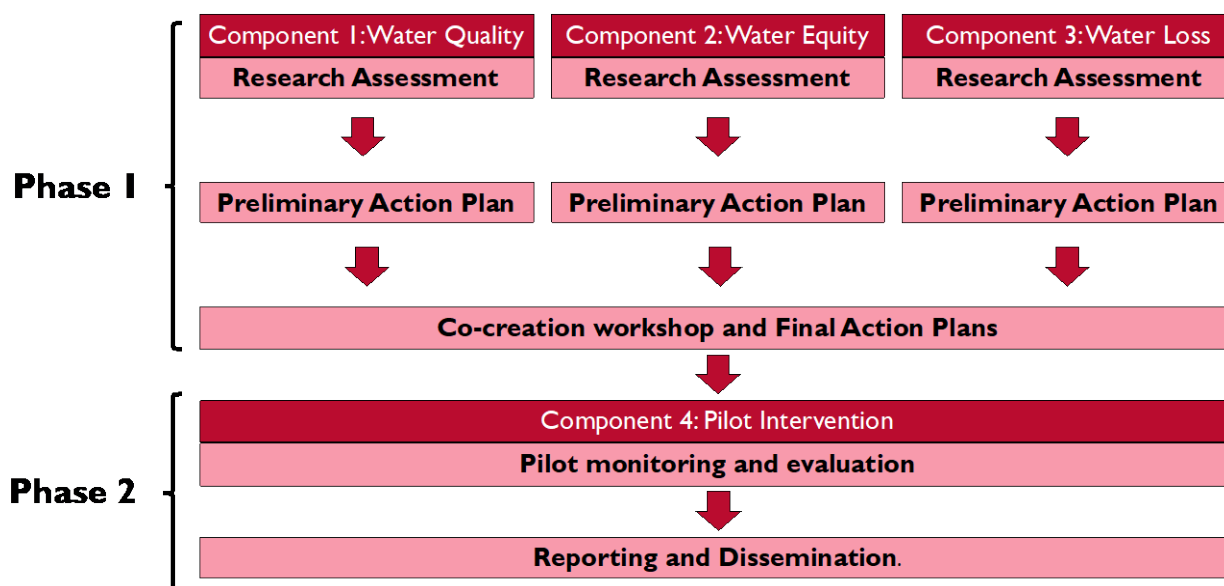 Component 1: Water Quality
Component 2: Water Equity
Component 3: Water Loss
Research Assessment
Research Assessment
Research Assessment
Phase 1
Preliminary Action Plan
Preliminary Action Plan
Preliminary Action Plan
Co-creation workshop and Final Action Plans
Component 4: Pilot Intervention
Pilot monitoring and evaluation
Phase 2
Reporting and Dissemination.